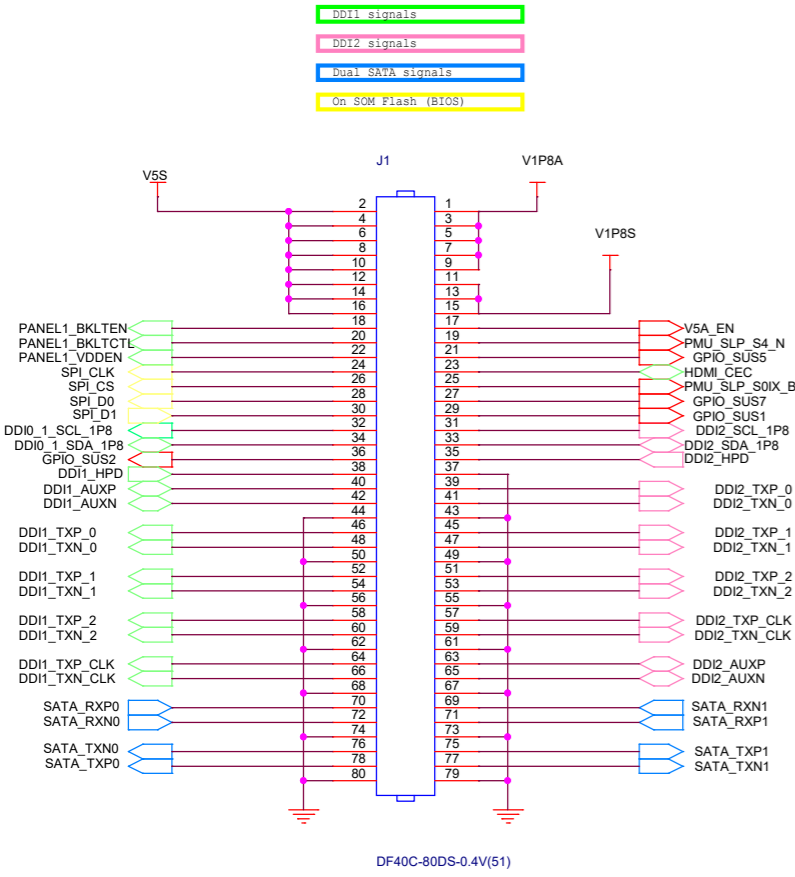 DDI1 signals
DDI2 signals
Dual SATA signals
On SOM Flash (BIOS)
J1
V5S
V1P8A
V1P8S
2 1
4 3
6 5
8 7
10 9
12 11
14 13
16 15
PANEL1_BKLTEN 18 17 V5A_EN
PANEL1_BKLTCTL 20 19 PMU_SLP_S4_N
PANEL1_VDDEN 22 21 GPIO_SUS5
SPI_CLK 24 23 HDMI_CEC
SPI_CS 26 25 PMU_SLP_S0IX_B
SPI_D0 28 27 GPIO_SUS7
SPI_D1 30 29 GPIO_SUS1
DDI0_1_SCL_1P8 32 31 DDI2_SCL_1P8
DDI0_1_SDA_1P8 34 33 DDI2_SDA_1P8
GPIO_SUS2 36 35 DDI2_HPD
DDI1_HPD 38 37
DDI1_AUXP 40 39 DDI2_TXP_0
DDI1_AUXN 42 41 DDI2_TXN_0
44 43
DDI1_TXP_0 46 45 DDI2_TXP_1
DDI1_TXN_0 48 47 DDI2_TXN_1
50 49
DDI1_TXP_1 52 51 DDI2_TXP_2
DDI1_TXN_1 54 53 DDI2_TXN_2
56 55
DDI1_TXP_2 58 57 DDI2_TXP_CLK
DDI1_TXN_2 60 59 DDI2_TXN_CLK
62 61
DDI1_TXP_CLK 64 63 DDI2_AUXP
DDI1_TXN_CLK 66 65 DDI2_AUXN
68 67
SATA_RXP0 70 69 SATA_RXN1
SATA_RXN0 72 71 SATA_RXP1
74 73
SATA_TXN0 76 75 SATA_TXP1
SATA_TXP0 78 77 SATA_TXN1
80 79
DF40C-80DS-0.4V(51)